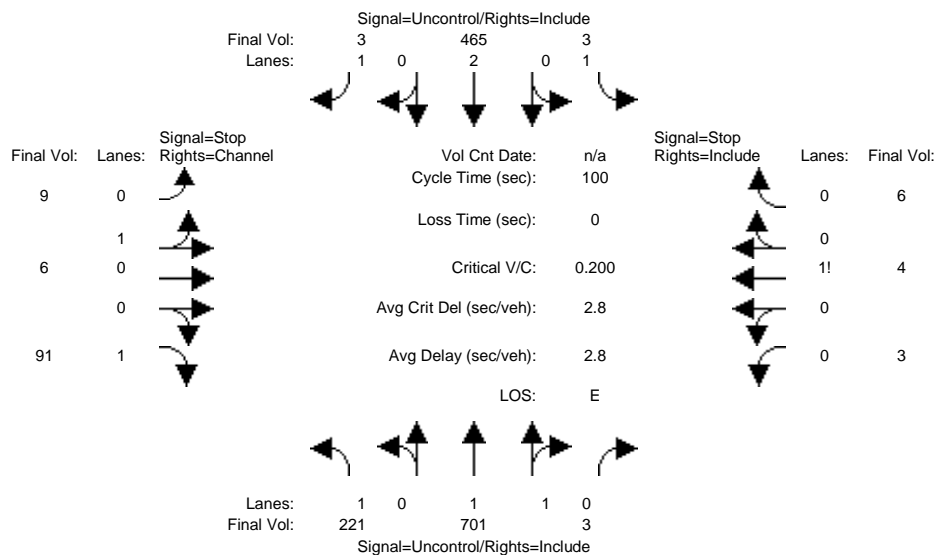 Signal=Uncontrol/Rights=Include
Final Vol: 3 465 3
Lanes: 1 0 2 0 1
Signal=Stop
Final Vol: Lanes: Rights=Channel
Vol Cnt Date: n/a
Signal=Stop
Rights=Include Lanes: Final Vol:
Cycle Time (sec): 100
9 0
0 6
Loss Time (sec): 0
1
0
6 0
Critical V/C: 0.200
1! 4
0
Avg Crit Del (sec/veh): 2.8
0
91 1
Avg Delay (sec/veh): 2.8
0 3
LOS: E
Lanes: 1 0 1 1 0
Final Vol: 221 701 3
Signal=Uncontrol/Rights=Include